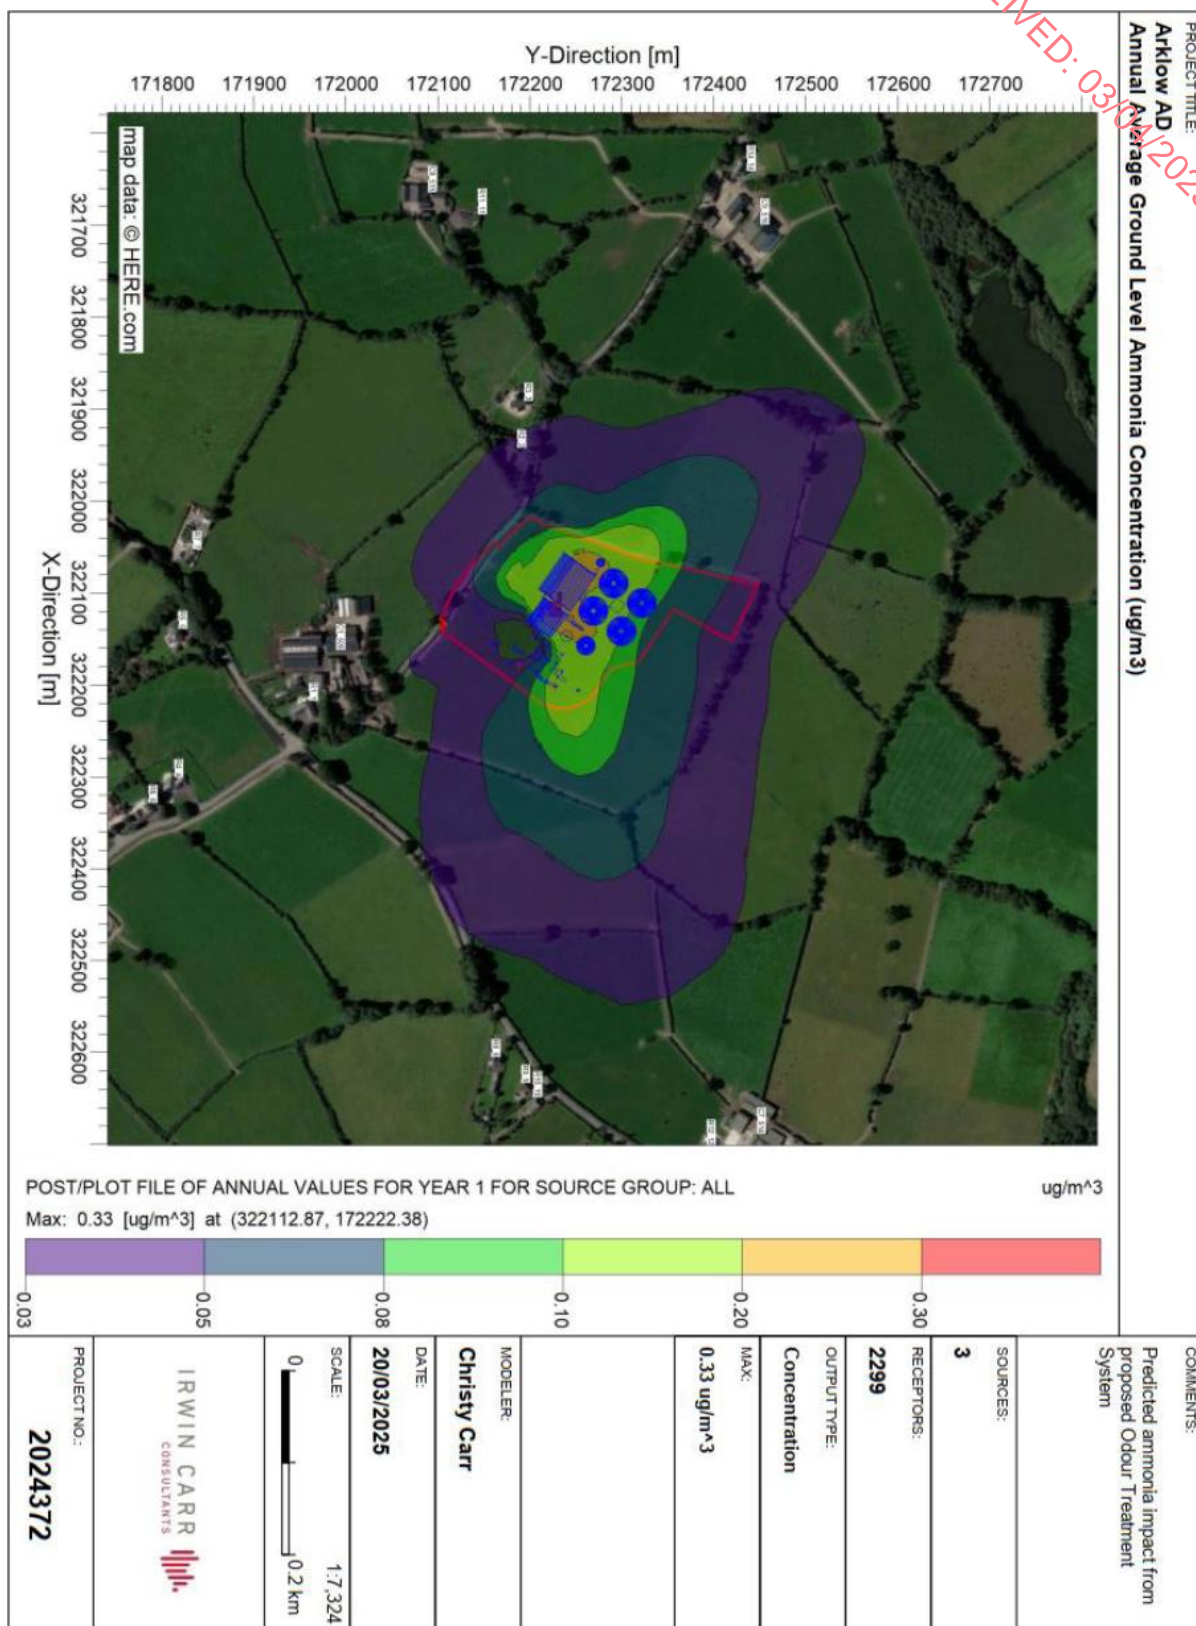 IVED: 03/04/202
PROJECT TITLE:
Arklow AD
Annual Average Ground Level Ammonia Concentration (ug/m3)
Y-Direction [m]
171800 171900 172000 172100 172200 172300 172400 172500 172600 172700
map data: © HERE.com
321700 321800 321900 322000 322100 322200 322300 322400 322500 322600
X-Direction [m]
POST/PLOT FILE OF ANNUAL VALUES FOR YEAR 1 FOR SOURCE GROUP: ALL
ug/m^3
Max: 0.33 [ug/m^3] at (322112.87, 172222.38)
0.03 0.05 0.08 0.10 0.20 0.30
COMMENTS:
Predicted ammonia impact from
proposed Odour Treatment
System
SOURCES:
3
RECEPTORS:
2299
OUTPUT TYPE:
Concentration
MAX:
0.33 ug/m^3
MODELER:
Christy Carr
DATE:
20/03/2025
SCALE:
1:7,324
0 0.2 km
IRWIN CARR
CONSULTANTS
PROJECT NO.:
2024372